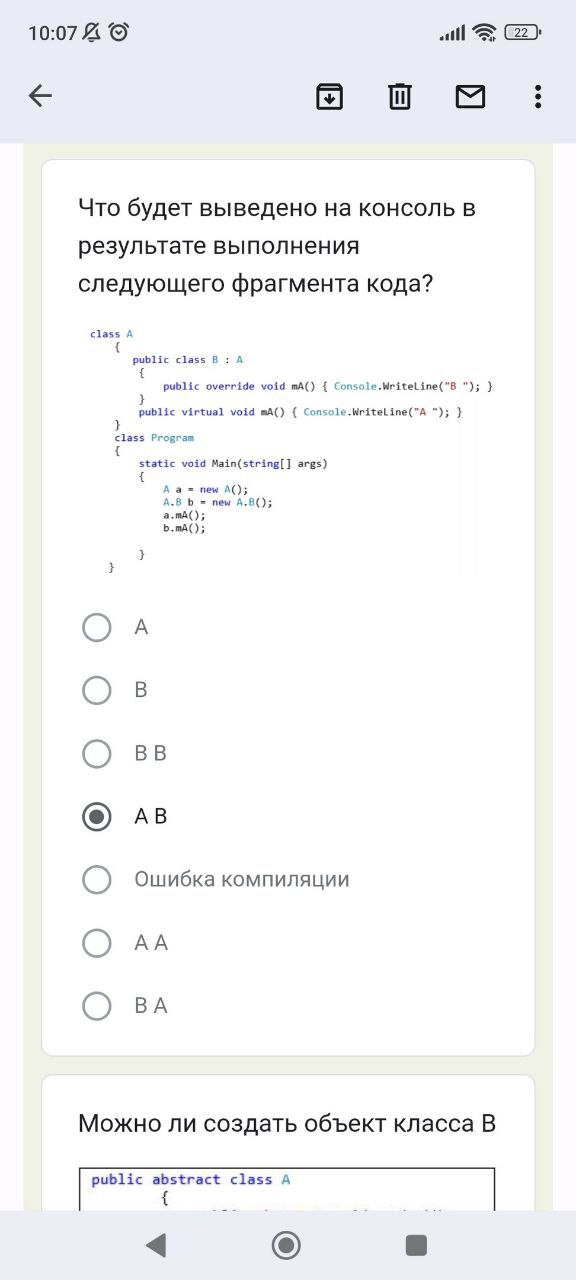 10:07
22
Что будет выведено на консоль в
результате выполнения
следующего фрагмента кода?
class A
{
public class B : A
{
public override void mA() { Console.WriteLine("B "); }
}
public virtual void mA() { Console.WriteLine("A "); }
}
class Program
{
static void Main(string[] args)
{
A a = new A();
A.B b = new A.B();
a.mA();
b.mA();
}
}
A
B
B B
A B
Ошибка компиляции
A A
B A
Можно ли создать объект класса B
public abstract class A
{